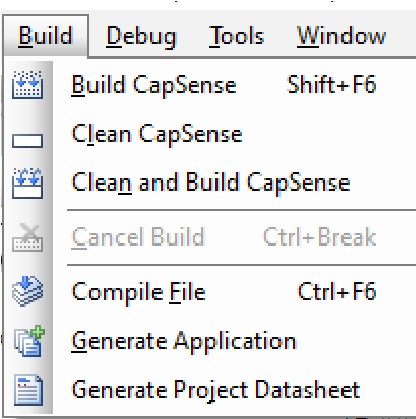 Build Debug Tools Window
Build CapSense Shift+F6
Clean CapSense
Clean and Build CapSense
Cancel Build Ctrl+Break
Compile File Ctrl+F6
Generate Application
Generate Project Datasheet